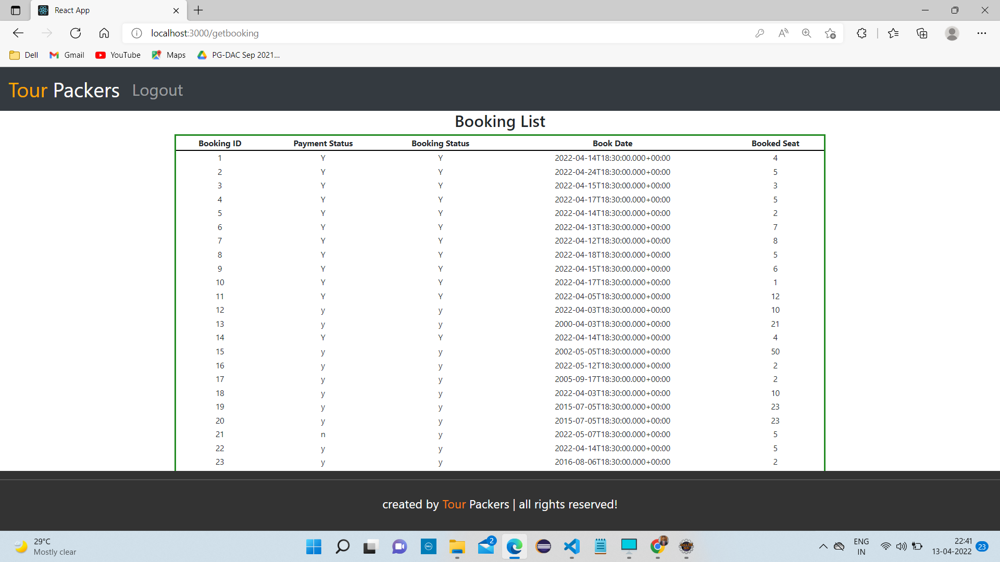 React App
localhost:3000/getbooking
Dell Gmail YouTube Maps PG-DAC Sep 2021...
Tour Packers Logout
Booking List
Booking ID Payment Status Booking Status Book Date Booked Seat
1 Y Y 2022-04-14T18:30:00.000+00:00 4
2 Y Y 2022-04-24T18:30:00.000+00:00 5
3 Y Y 2022-04-15T18:30:00.000+00:00 3
4 Y Y 2022-04-17T18:30:00.000+00:00 5
5 Y Y 2022-04-14T18:30:00.000+00:00 2
6 Y Y 2022-04-13T18:30:00.000+00:00 7
7 Y Y 2022-04-12T18:30:00.000+00:00 8
8 Y Y 2022-04-18T18:30:00.000+00:00 5
9 Y Y 2022-04-15T18:30:00.000+00:00 6
10 Y Y 2022-04-17T18:30:00.000+00:00 1
11 Y Y 2022-04-05T18:30:00.000+00:00 12
12 y y 2022-04-03T18:30:00.000+00:00 10
13 y y 2000-04-03T18:30:00.000+00:00 21
14 Y Y 2022-04-14T18:30:00.000+00:00 4
15 y y 2002-05-05T18:30:00.000+00:00 50
16 y y 2022-05-12T18:30:00.000+00:00 2
17 y y 2005-09-17T18:30:00.000+00:00 2
18 y y 2022-04-03T18:30:00.000+00:00 10
19 y y 2015-07-05T18:30:00.000+00:00 23
20 y y 2015-07-05T18:30:00.000+00:00 23
21 n y 2022-05-07T18:30:00.000+00:00 5
22 y y 2022-04-14T18:30:00.000+00:00 5
23 y y 2016-08-06T18:30:00.000+00:00 2
created by Tour Packers | all rights reserved!
29°C
Mostly clear
2
ENG
IN
22:41
13-04-2022
23